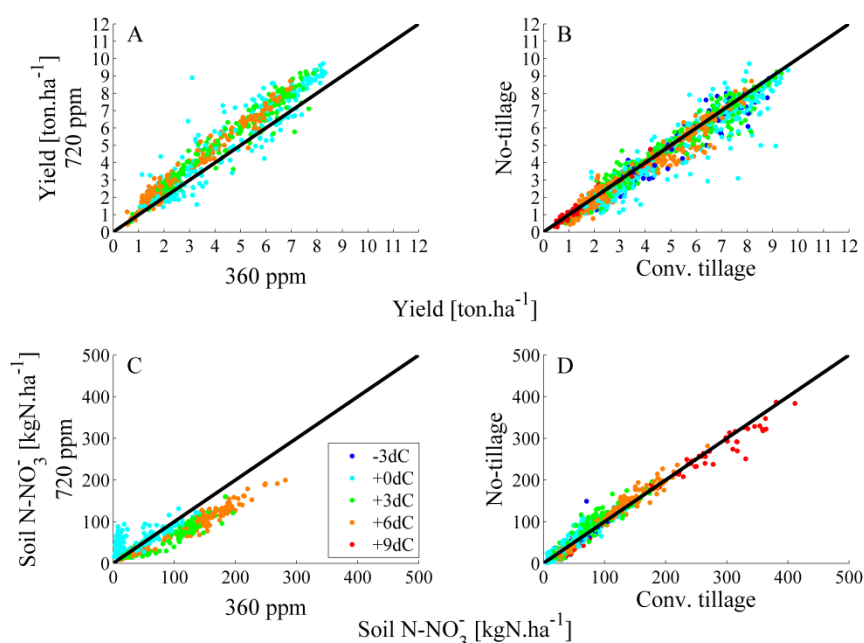 A
Yield [ton.ha⁻¹]
720 ppm
12
11
10
9
8
7
6
5
4
3
2
1
0
0 1 2 3 4 5 6 7 8 9 10 11 12
360 ppm
B
No-tillage
12
11
10
9
8
7
6
5
4
3
2
1
0
0 1 2 3 4 5 6 7 8 9 10 11 12
Conv. tillage
Yield [ton.ha⁻¹]
C
Soil N-NO₃⁻ [kgN.ha⁻¹]
720 ppm
500
400
300
200
100
0
0 100 200 300 400 500
360 ppm
-3dC
+0dC
+3dC
+6dC
+9dC
D
No-tillage
500
400
300
200
100
0
0 100 200 300 400 500
Conv. tillage
Soil N-NO₃⁻ [kgN.ha⁻¹]